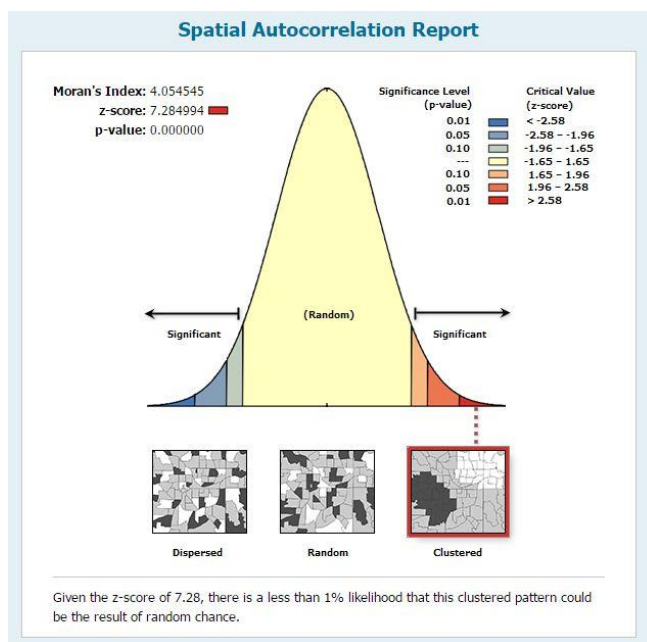 Spatial Autocorrelation Report
Moran's Index: 4.054545
z-score: 7.284994
p-value: 0.000000
Significance Level Critical Value
(p-value) (z-score)
0.01 < -2.58
0.05 -2.58 – -1.96
0.10 -1.96 – -1.65
--- -1.65 – 1.65
0.10 1.65 – 1.96
0.05 1.96 – 2.58
0.01 > 2.58
(Random)
Significant Significant
Dispersed Random Clustered
Given the z-score of 7.28, there is a less than 1% likelihood that this clustered pattern could
be the result of random chance.